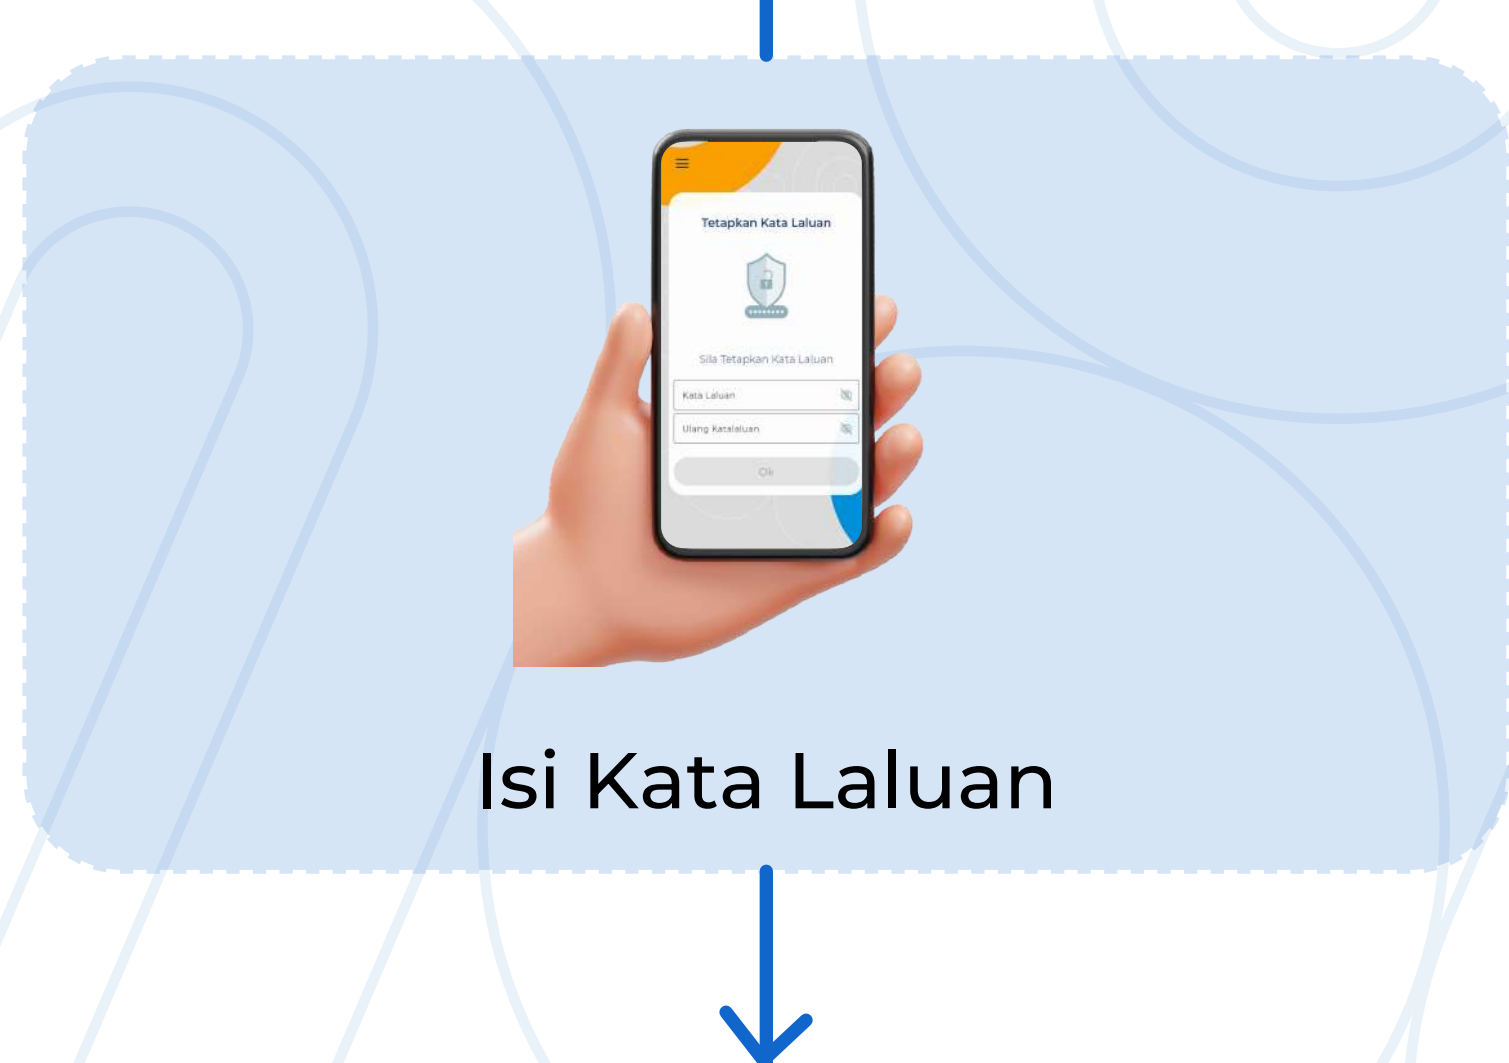 Tetapkan Kata Laluan
Sila Tetapkan Kata Laluan
Kata Laluan
Ulang Katalaluan
Ok
Isi Kata Laluan